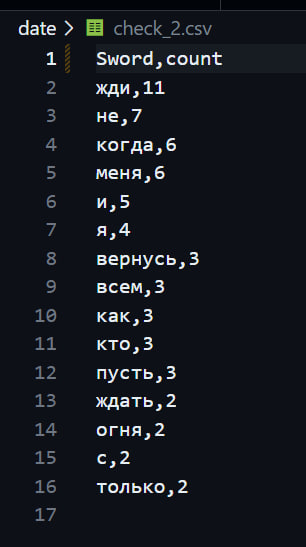 date > check_2.csv
1 Sword,count
2 жди,11
3 не,7
4 когда,6
5 меня,6
6 и,5
7 я,4
8 вернусь,3
9 всем,3
10 как,3
11 кто,3
12 пусть,3
13 ждать,2
14 огня,2
15 с,2
16 только,2
17